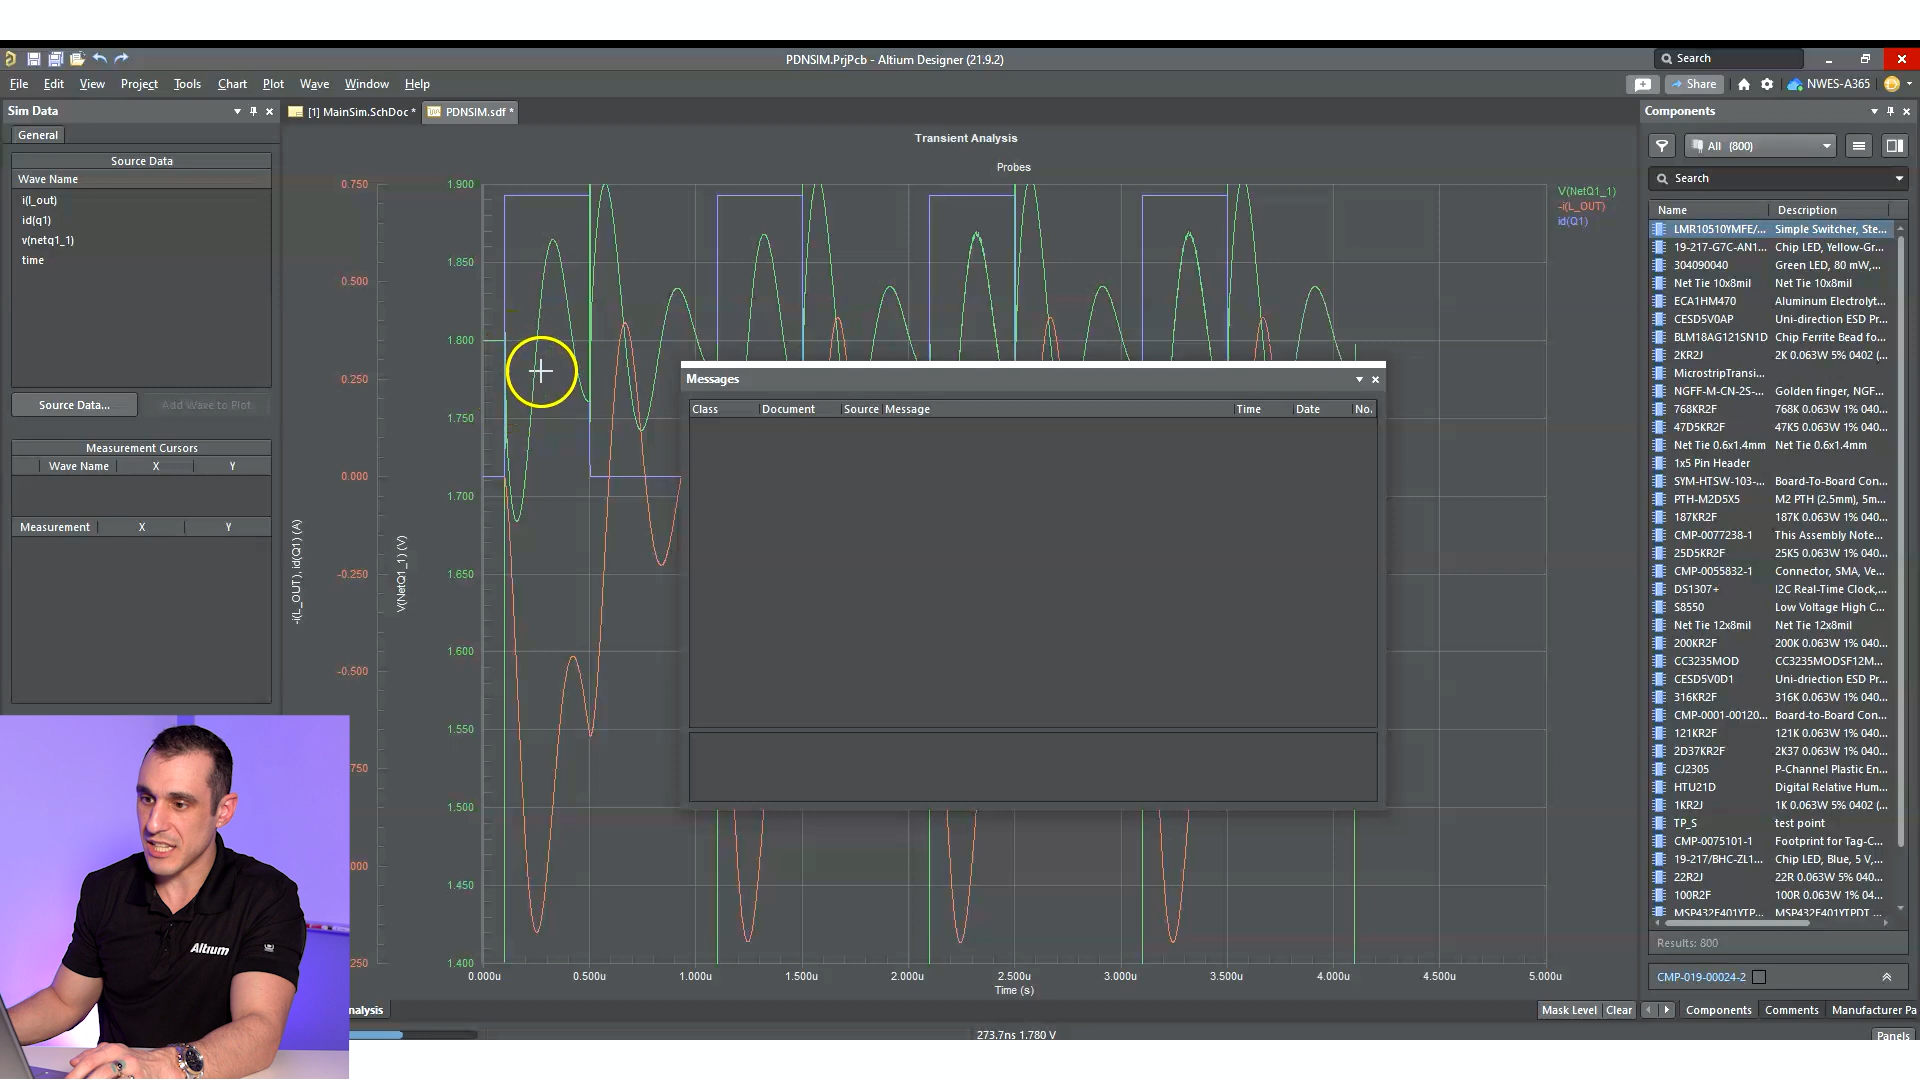 PDNSIM.PrjPcb - Altium Designer (21.9.2)
Search
File Edit View Project Tools Chart Plot Wave Window Help
Share
NWES-A365
Sim Data
[1] MainSim.SchDoc *
PDNSIM.sdf *
Components
General
Source Data
Wave Name
i(l_out)
id(q1)
v(netq1_1)
time
Source Data...
Add Wave to Plot
Measurement Cursors
Wave Name X Y
Measurement X Y
Transient Analysis
Probes
V(NetQ1_1)
-i(L_OUT)
id(Q1)
0.750
0.500
0.250
0.000
-0.250
-0.500
750
000
250
-i(L_OUT), id(Q1) (A)
V(NetQ1_1) (V)
1.900
1.850
1.800
1.750
1.700
1.650
1.600
1.550
1.500
1.450
1.400
0.000u 0.500u 1.000u 1.500u 2.000u 2.500u 3.000u 3.500u 4.000u 4.500u 5.000u
Time (s)
Messages
Class Document Source Message Time Date No.
nalysis
Mask Level Clear
273.7ns 1.780 V
All (800)
Search
Name Description
LMR10510YMFE/... Simple Switcher, Ste...
19-217-G7C-AN1... Chip LED, Yellow-Gr...
304090040 Green LED, 80 mW,...
Net Tie 10x8mil Net Tie 10x8mil
ECA1HM470 Aluminum Electrolyt...
CESD5V0AP Uni-direction ESD Pr...
BLM18AG121SN1D Chip Ferrite Bead fo...
2KR2J 2K 0.063W 5% 0402 (...
MicrostripTransi...
NGFF-M-CN-2S-... Golden finger, NGF...
768KR2F 768K 0.063W 1% 040...
47D5KR2F 47K5 0.063W 1% 040...
Net Tie 0.6x1.4mm Net Tie 0.6x1.4mm
1x5 Pin Header
SYM-HTSW-103-... Board-To-Board Con...
PTH-M2D5X5 M2 PTH (2.5mm), 5m...
187KR2F 187K 0.063W 1% 040...
CMP-0077238-1 This Assembly Note...
25D5KR2F 25K5 0.063W 1% 040...
CMP-0055832-1 Connector, SMA, Ve...
DS1307+ I2C Real-Time Clock,...
S8550 Low Voltage High C...
Net Tie 12x8mil Net Tie 12x8mil
200KR2F 200K 0.063W 1% 040...
CC3235MOD CC3235MODSF12M...
CESD5V0D1 Uni-driection ESD Pr...
316KR2F 316K 0.063W 1% 040...
CMP-0001-00120... Board-to-Board Con...
121KR2F 121K 0.063W 1% 040...
2D37KR2F 2K37 0.063W 1% 040...
CJ2305 P-Channel Plastic En...
HTU21D Digital Relative Hum...
1KR2J 1K 0.063W 5% 0402 (...
TP_S test point
CMP-0075101-1 Footprint for Tag-C...
19-217/BHC-ZL1... Chip LED, Blue, 5 V,...
22R2J 22R 0.063W 5% 040...
100R2F 100R 0.063W 1% 04...
MSP432E401YTP... MSP432E401YTPDT ...
Results: 800
CMP-019-00024-2
Components Comments Manufacturer Pa
Panels
Altium